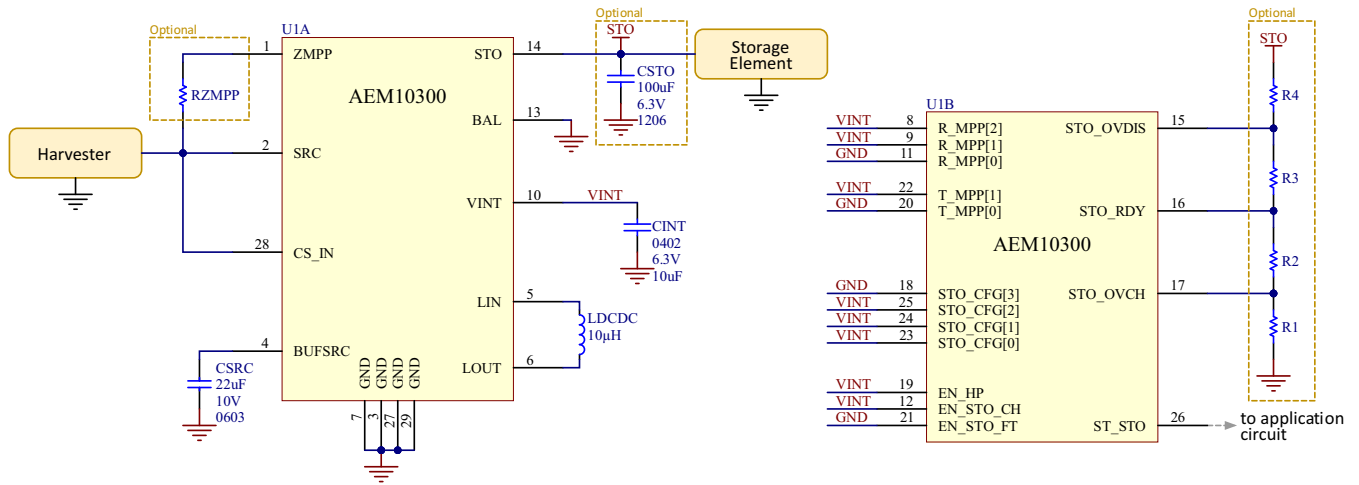 Optional
RZMPP
Harvester
U1A
AEM10300
1 ZMPP
2 SRC
28 CS_IN
4 BUFSRC
CSRC
22uF
10V
0603
GND
GND
GND
GND
7
3
27
29
STO 14
BAL 13
VINT 10
LIN 5
LOUT 6
VINT
CINT
0402
6.3V
10uF
LDCDC
10µH
Optional
STO
CSTO
100uF
6.3V
1206
Storage
Element
U1B
AEM10300
VINT 8 R_MPP[2]
VINT 9 R_MPP[1]
GND 11 R_MPP[0]
VINT 22 T_MPP[1]
GND 20 T_MPP[0]
GND 18 STO_CFG[3]
VINT 25 STO_CFG[2]
VINT 24 STO_CFG[1]
VINT 23 STO_CFG[0]
VINT 19 EN_HP
VINT 12 EN_STO_CH
GND 21 EN_STO_FT
STO_OVDIS 15
STO_RDY 16
STO_OVCH 17
ST_STO 26
to application
circuit
Optional
STO
R4
R3
R2
R1